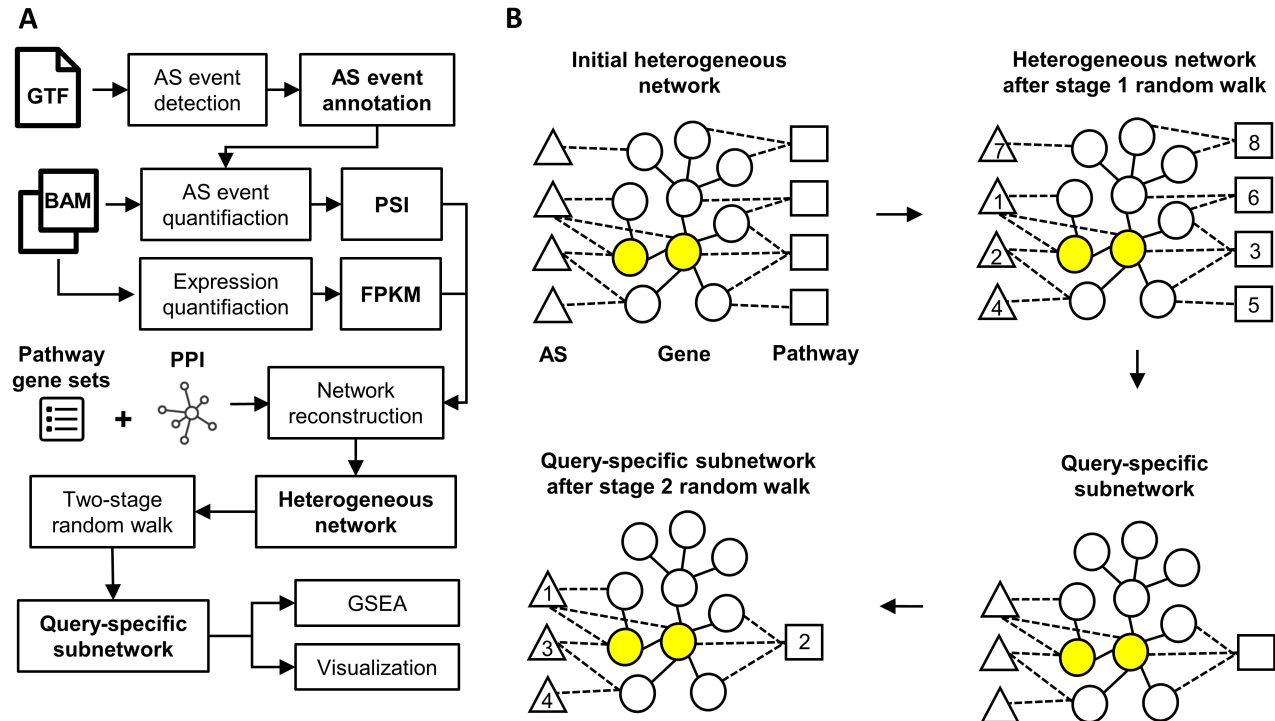 A
GTF
AS event
detection
AS event
annotation
BAM
AS event
quantifiaction
PSI
Expression
quantifiaction
FPKM
Pathway
gene sets
+
PPI
Network
reconstruction
Two-stage
random walk
Heterogeneous
network
Query-specific
subnetwork
GSEA
Visualization
B
Initial heterogeneous
network
AS
Gene
Pathway
Heterogeneous network
after stage 1 random walk
7
8
1
6
2
3
4
5
Query-specific subnetwork
after stage 2 random walk
1
3
2
4
Query-specific
subnetwork